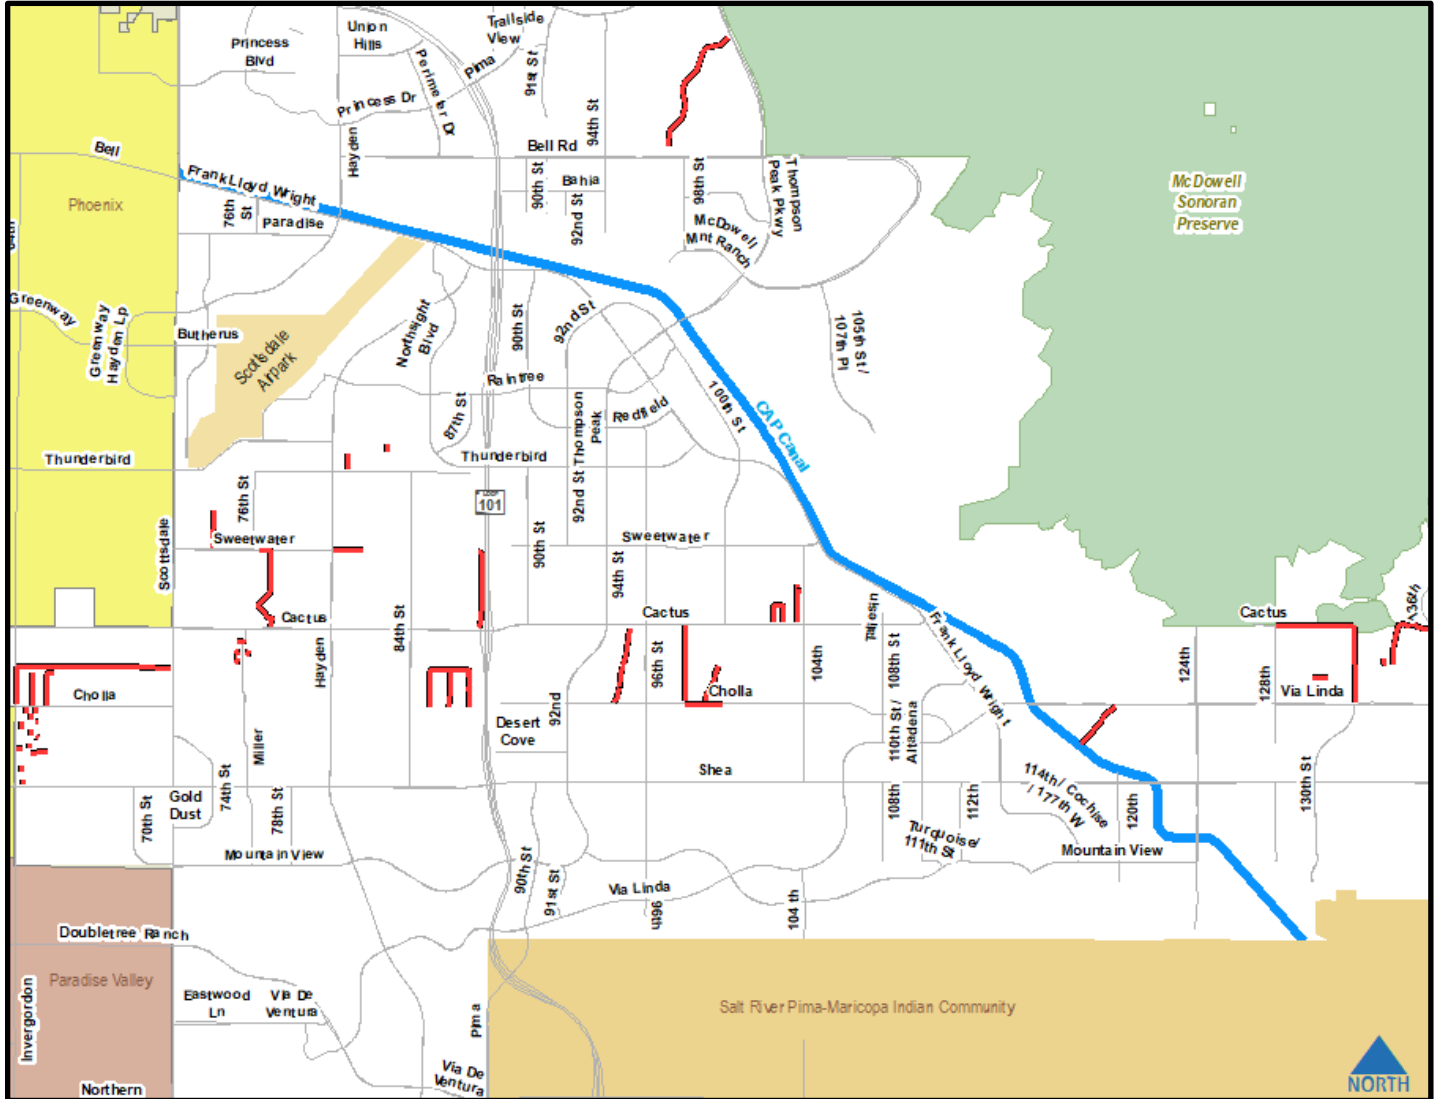 Trailside
View
Union
Hills
Princess
Blvd
Pima
91st St
Perimeter Dr
Princess Dr
94th St
Hayden
Bell Rd
Bell
Frank Lloyd Wright
90th St
Bahia
98th St
Thompson
Peak Pkwy
McDowell
Sonoran
Preserve
Phoenix
76th
St
Paradise
92nd St
McDowell
Mnt Ranch
Greenway
Greenway
Hayden Lp
Butherus
Scottsdale
Airpark
Northsight
Blvd
90th St
92nd St
105th St /
107th Pl
Raintree
100th St
Redfield
Thompson
Peak
87th St
CAP Canal
Thunderbird
Thunderbird
92nd St
76th St
LOOP
101
Scottsdale
Sweetwater
90th St
Sweetwater
94th St
Cactus
84th St
Cactus
Taliesin
Cactus
136th
Frank Lloyd Wright
Hayden
96th St
104th
108th St
124th
128th
Cholla
Cholla
Via Linda
Miller
Desert
Cove
92nd
110th St /
Altadena
Shea
74th St
Gold
Dust
70th St
78th St
108th
112th
114th / Cochise
/ 177th W
120th
130th St
Turquoise/
111th St
Mountain View
Mountain View
90th St
91st St
Via Linda
96th
104 th
Doubletree Ranch
Paradise Valley
Invergordon
Eastwood
Ln
Via De
Ventura
Pima
Salt River Pima-Maricopa Indian Community
Via De
Ventura
Northern
NORTH